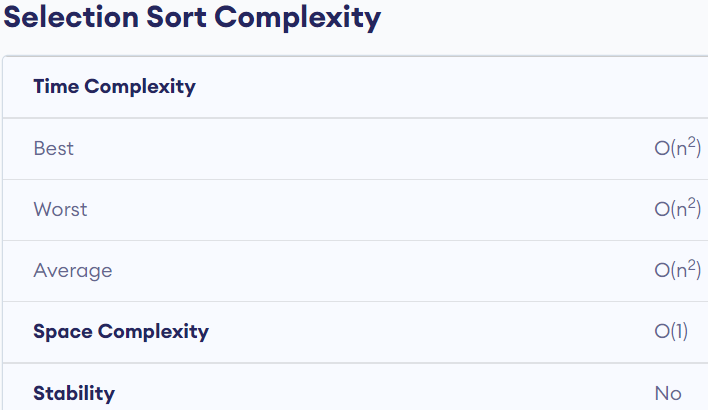 Selection Sort Complexity
Time Complexity
Best O(n²)
Worst O(n²)
Average O(n²)
Space Complexity O(1)
Stability No